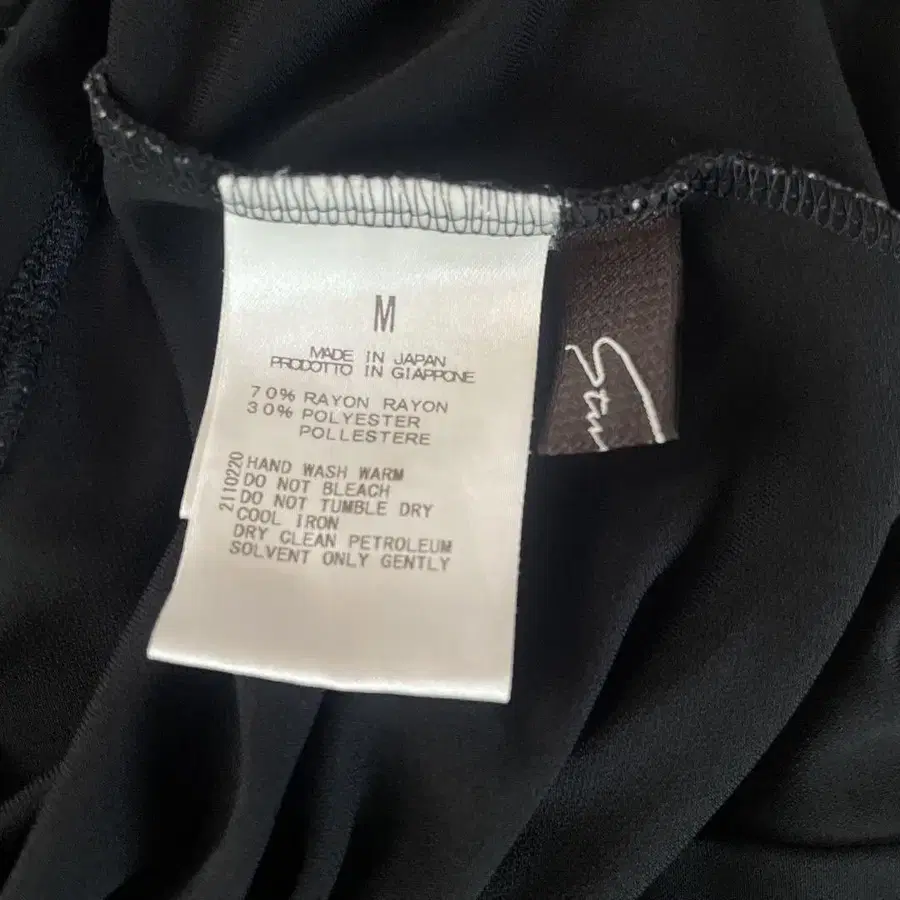 M
MADE IN JAPAN
PRODOTTO IN GIAPPONE
70% RAYON RAYON
30% POLYESTER
POLLESTERE
2110220
HAND WASH WARM
DO NOT BLEACH
DO NOT TUMBLE DRY
COOL IRON
DRY CLEAN PETROLEUM
SOLVENT ONLY GENTLY